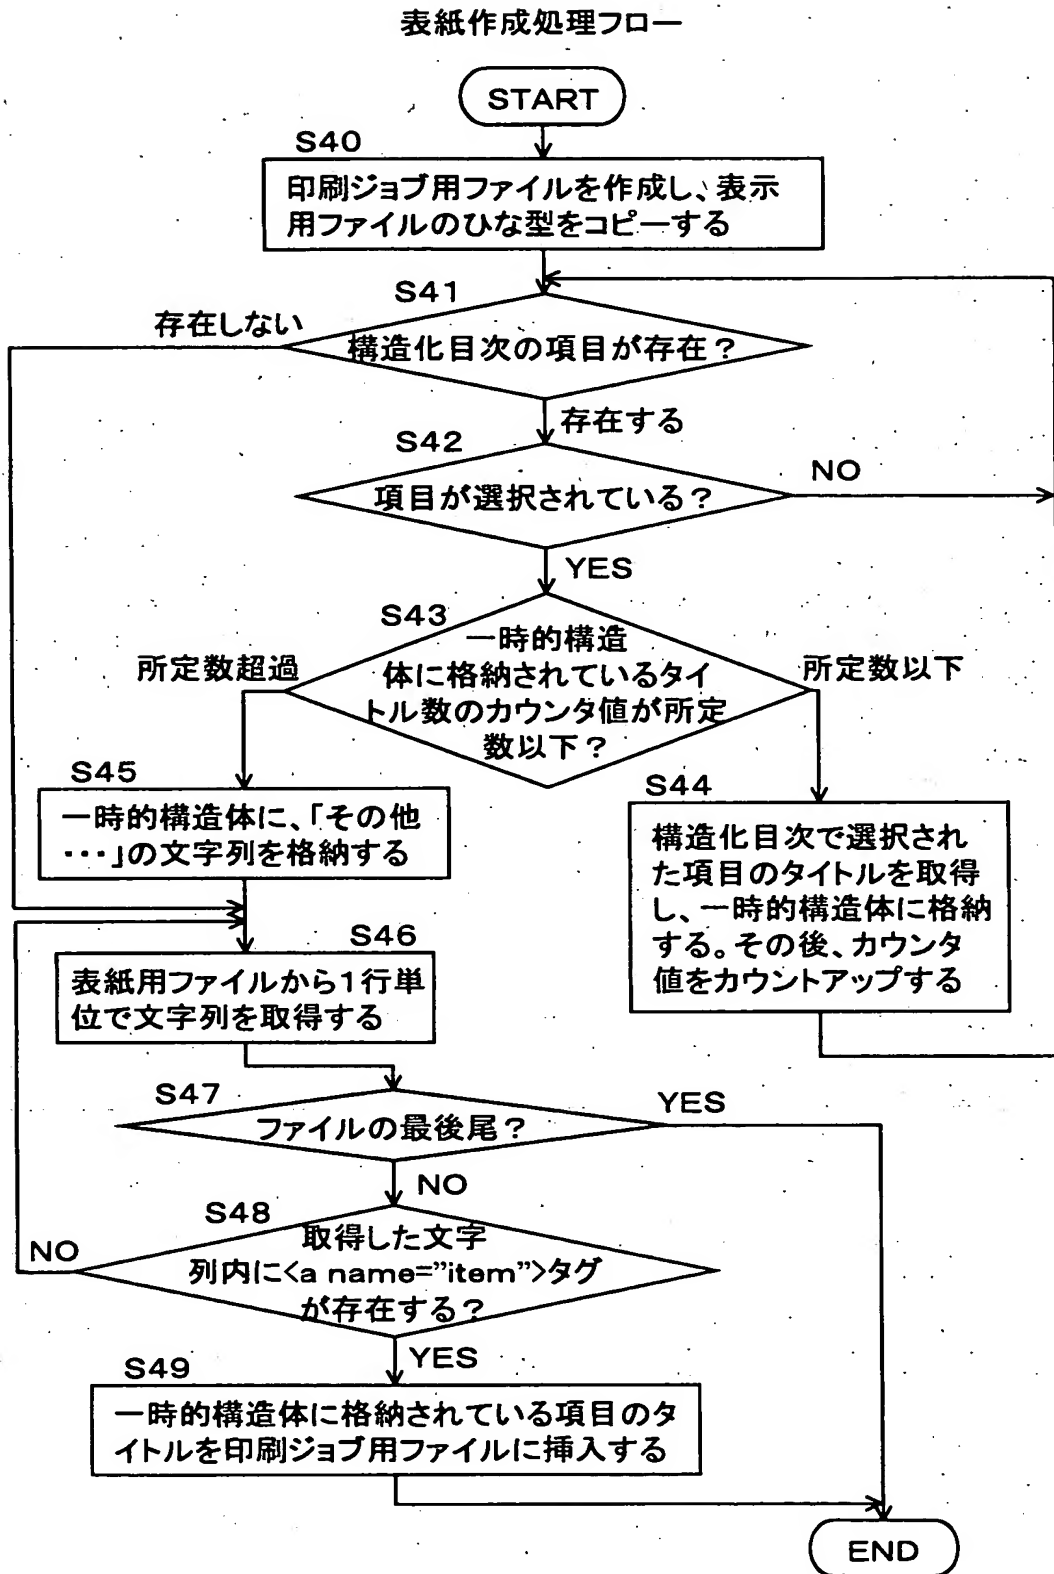 表紙作成処理フロー
START
S40
印刷ジョブ用ファイルを作成し、表示
用ファイルのひな型をコピーする
S41
存在しない
構造化目次の項目が存在？
存在する
S42
NO
項目が選択されている？
YES
S43
一時的構造
体に格納されているタイ
トル数のカウンタ値が所定
数以下？
所定数超過
所定数以下
S45
一時的構造体に、「その他
・・・」の文字列を格納する
S44
構造化目次で選択され
た項目のタイトルを取得
し、一時的構造体に格納
する。その後、カウンタ
値をカウントアップする
S46
表紙用ファイルから1行単
位で文字列を取得する
S47
YES
ファイルの最後尾？
NO
S48
NO
取得した文字
列内に<a name=”item”>タグ
が存在する？
YES
S49
一時的構造体に格納されている項目のタ
イトルを印刷ジョブ用ファイルに挿入する
END